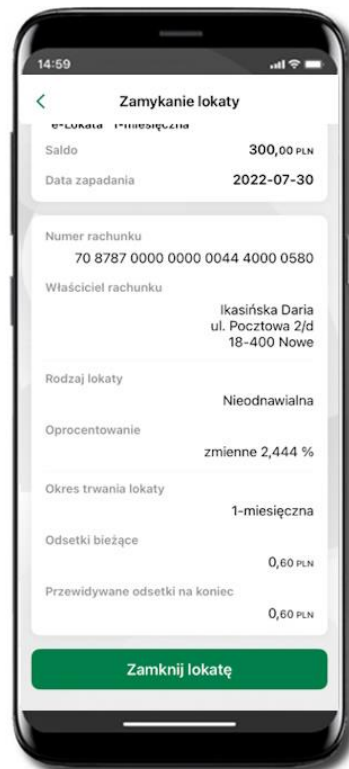 14:59
Zamykanie lokaty
e-Lokata 1-miesięczna
Saldo 300,00 PLN
Data zapadania 2022-07-30
Numer rachunku
70 8787 0000 0000 0044 4000 0580
Właściciel rachunku
Ikasińska Daria
ul. Pocztowa 2/d
18-400 Nowe
Rodzaj lokaty
Nieodnawialna
Oprocentowanie
zmienne 2,444 %
Okres trwania lokaty
1-miesięczna
Odsetki bieżące
0,60 PLN
Przewidywane odsetki na koniec
0,60 PLN
Zamknij lokatę